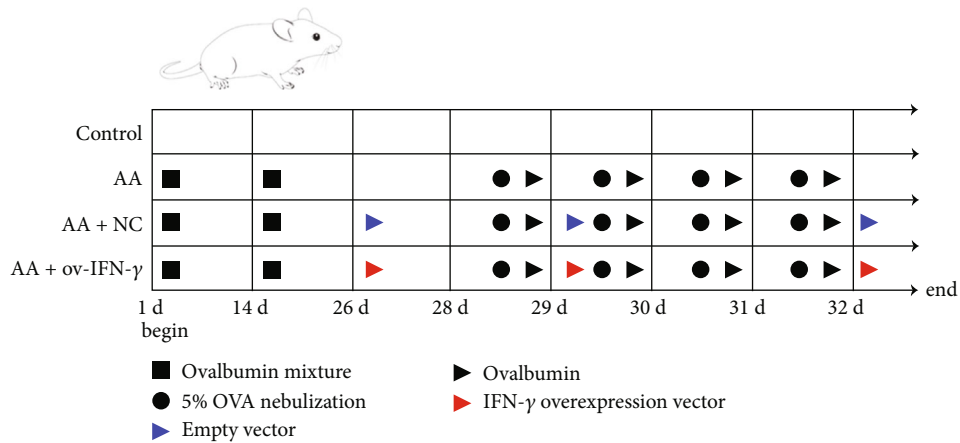 Control
AA
AA + NC
AA + ov-IFN-γ
1 d 14 d 26 d 28 d 29 d 30 d 31 d 32 d end
begin
Ovalbumin mixture
5% OVA nebulization
Empty vector
Ovalbumin
IFN-γ overexpression vector